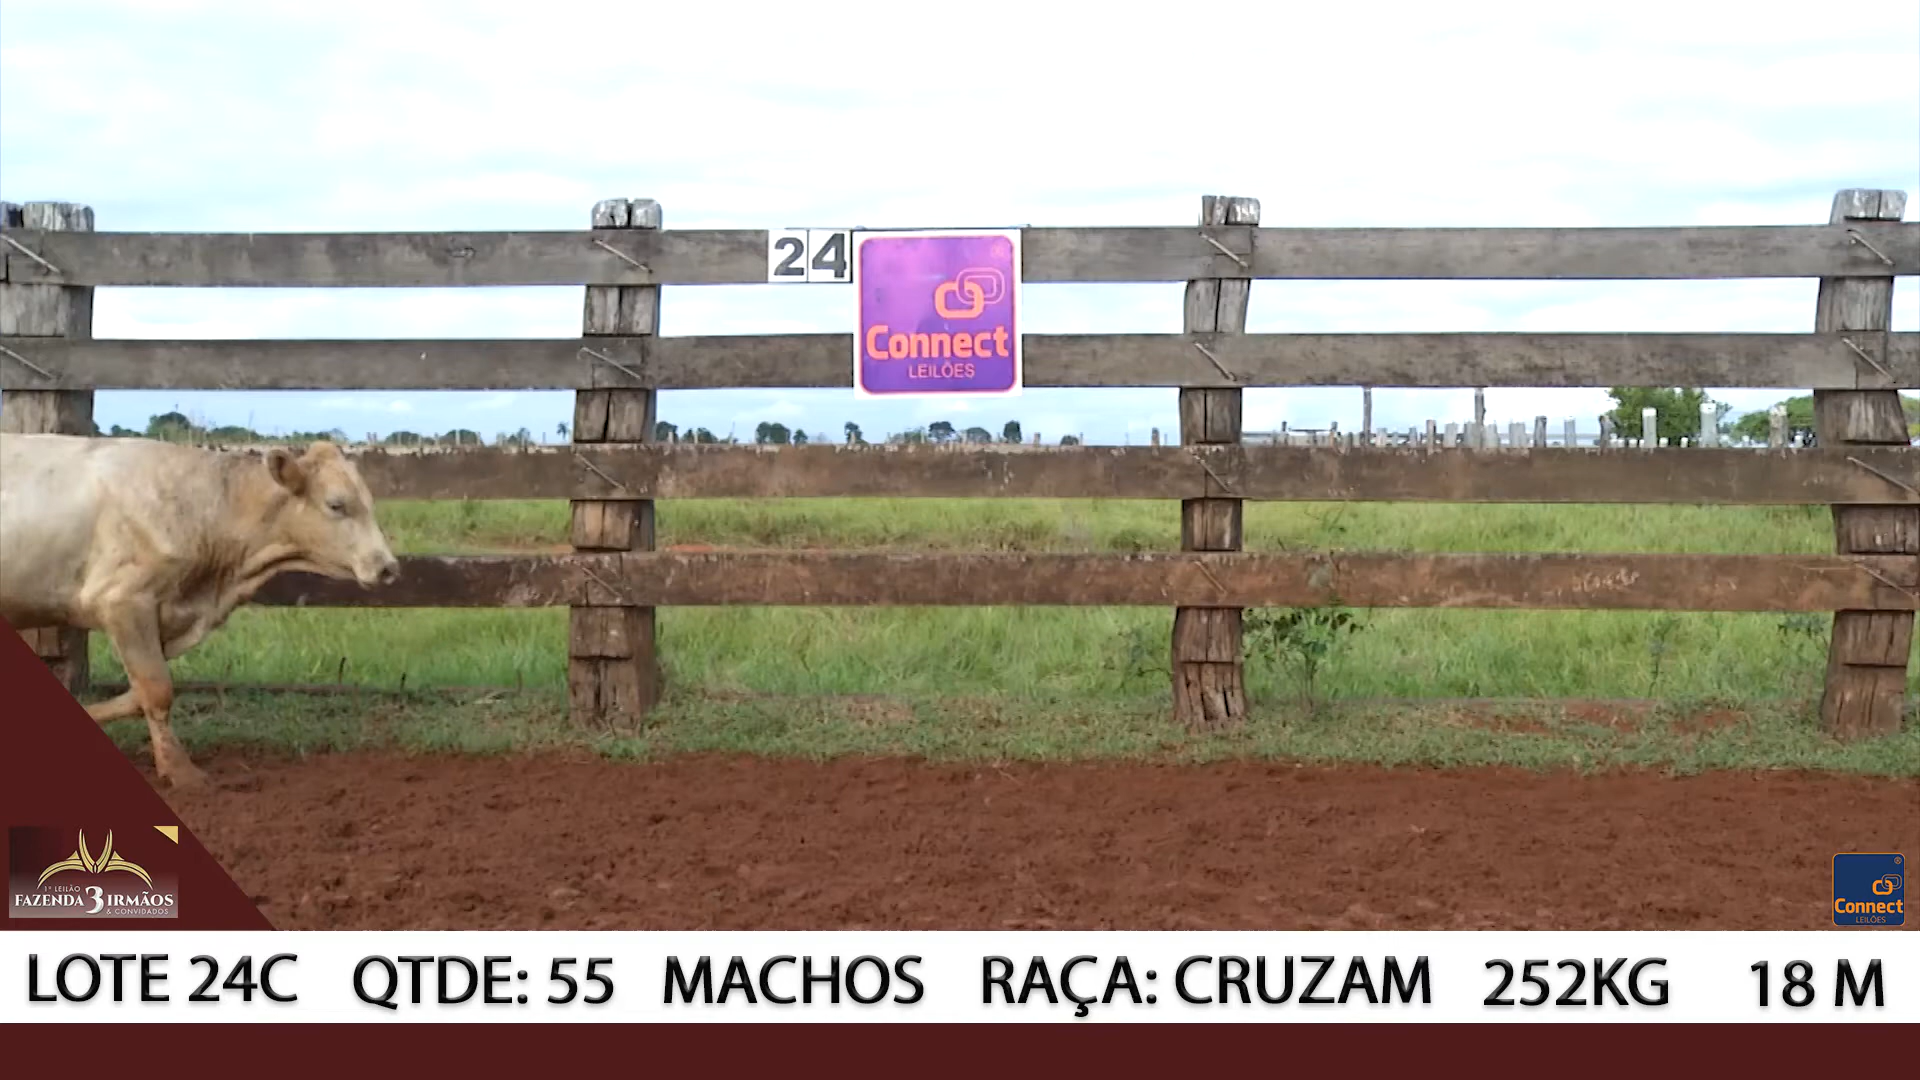 24
Connect
LEILÕES
1º LEILÃO
FAZENDA 3 IRMÃOS
& CONVIDADOS
Connect
LEILÕES
LOTE 24C QTDE: 55 MACHOS RAÇA: CRUZAM 252KG 18 M